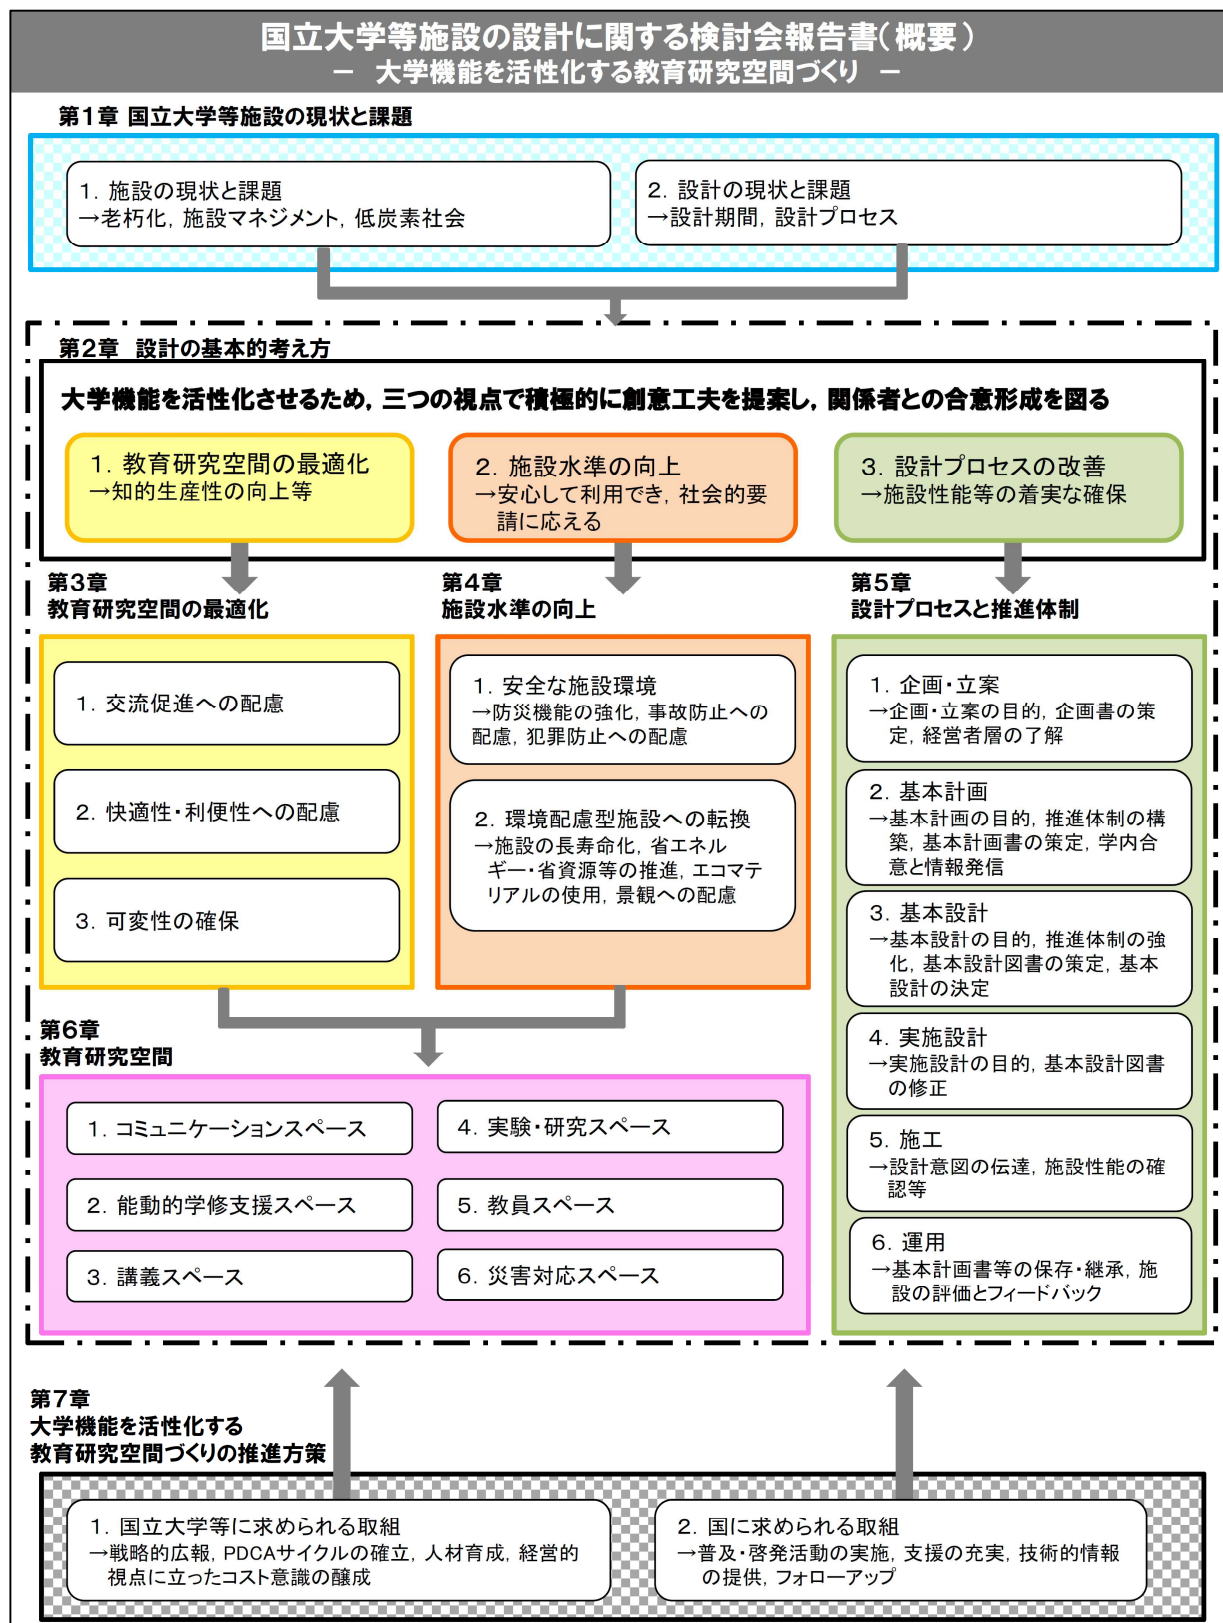 国立大学等施設の設計に関する検討会報告書(概要)
－ 大学機能を活性化する教育研究空間づくり －
第1章 国立大学等施設の現状と課題
1. 施設の現状と課題
→老朽化, 施設マネジメント, 低炭素社会
2. 設計の現状と課題
→設計期間, 設計プロセス
第2章 設計の基本的考え方
大学機能を活性化させるため, 三つの視点で積極的に創意工夫を提案し, 関係者との合意形成を図る
1. 教育研究空間の最適化
→知的生産性の向上等
2. 施設水準の向上
→安心して利用でき, 社会的要
請に応える
3. 設計プロセスの改善
→施設性能等の着実な確保
第3章
教育研究空間の最適化
1. 交流促進への配慮
2. 快適性・利便性への配慮
3. 可変性の確保
第4章
施設水準の向上
1. 安全な施設環境
→防災機能の強化, 事故防止への
配慮, 犯罪防止への配慮
2. 環境配慮型施設への転換
→施設の長寿命化, 省エネル
ギー・省資源等の推進, エコマテ
リアルの使用, 景観への配慮
第5章
設計プロセスと推進体制
1. 企画・立案
→企画・立案の目的, 企画書の策
定, 経営者層の了解
2. 基本計画
→基本計画の目的, 推進体制の構
築, 基本計画書の策定, 学内合
意と情報発信
3. 基本設計
→基本設計の目的, 推進体制の強
化, 基本設計図書の策定, 基本
設計の決定
4. 実施設計
→実施設計の目的, 基本設計図書
の修正
5. 施工
→設計意図の伝達, 施設性能の確
認等
6. 運用
→基本計画書等の保存・継承, 施
設の評価とフィードバック
第6章
教育研究空間
1. コミュニケーションスペース
2. 能動的学修支援スペース
3. 講義スペース
4. 実験・研究スペース
5. 教員スペース
6. 災害対応スペース
第7章
大学機能を活性化する
教育研究空間づくりの推進方策
1. 国立大学等に求められる取組
→戦略的広報, PDCAサイクルの確立, 人材育成, 経営的
視点に立ったコスト意識の醸成
2. 国に求められる取組
→普及・啓発活動の実施, 支援の充実, 技術的情報
の提供, フォローアップ